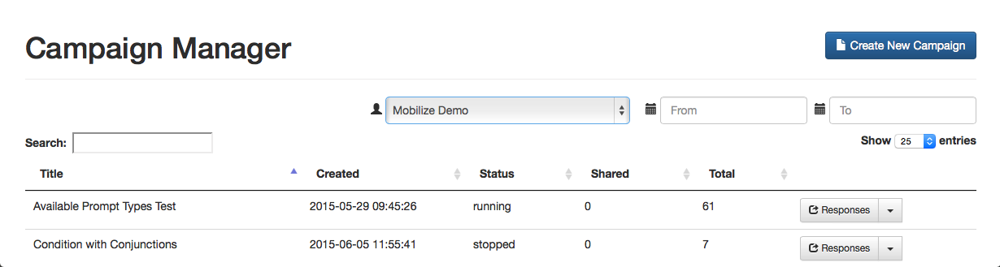 Campaign Manager
Create New Campaign
Mobilize Demo From To
Search: Show 25 entries
Title Created Status Shared Total
Available Prompt Types Test 2015-05-29 09:45:26 running 0 61 Responses
Condition with Conjunctions 2015-06-05 11:55:41 stopped 0 7 Responses